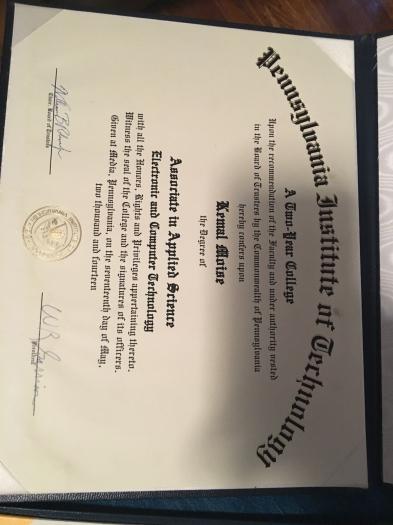 Pennsylvania Institute of Technology
A Two-Year College
Upon the recommendation of the Faculty and under authority vested
in the Board of Trustees by the Commonwealth of Pennsylvania
hereby confers upon
Kemal Moise
the Degree of
Associate in Applied Science
Electronic and Computer Technology
with all the Honors, Rights and Privileges appertaining thereto.
Witness the seal of the College and the signatures of its officers.
Given at Media, Pennsylvania, on the seventeenth day of May,
two thousand and fourteen
Chair, Board of Trustees
President